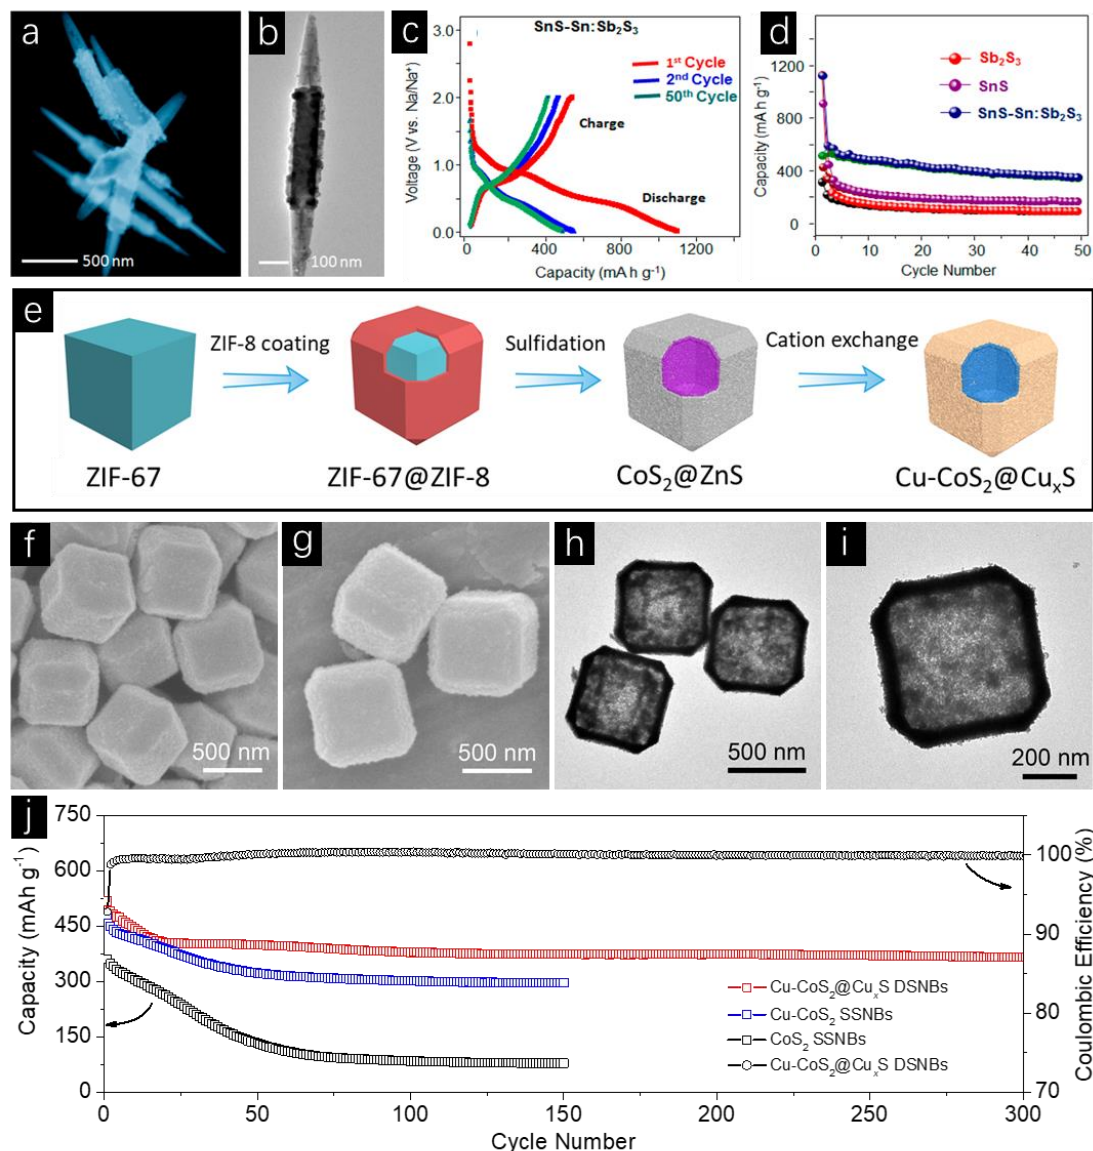 a
500 nm
b
100 nm
c
SnS-Sn:Sb₂S₃
1ˢᵗ Cycle
2ⁿᵈ Cycle
50ᵗʰ Cycle
Charge
Discharge
3.0
2.0
1.0
0.0
Voltage (V vs. Na/Na⁺)
0 400 800 1200
Capacity (mA h g⁻¹)
d
Sb₂S₃
SnS
SnS-Sn:Sb₂S₃
1200
800
400
0
Capacity (mA h g⁻¹)
0 10 20 30 40 50
Cycle Number
e
ZIF-8 coating
Sulfidation
Cation exchange
ZIF-67
ZIF-67@ZIF-8
CoS₂@ZnS
Cu-CoS₂@CuₓS
f
500 nm
g
500 nm
h
500 nm
i
200 nm
j
750
600
450
300
150
0
Capacity (mAh g⁻¹)
Cu-CoS₂@CuₓS DSNBs
Cu-CoS₂ SSNBs
CoS₂ SSNBs
Cu-CoS₂@CuₓS DSNBs
100
90
80
70
Coulombic Efficiency (%)
0 50 100 150 200 250 300
Cycle Number